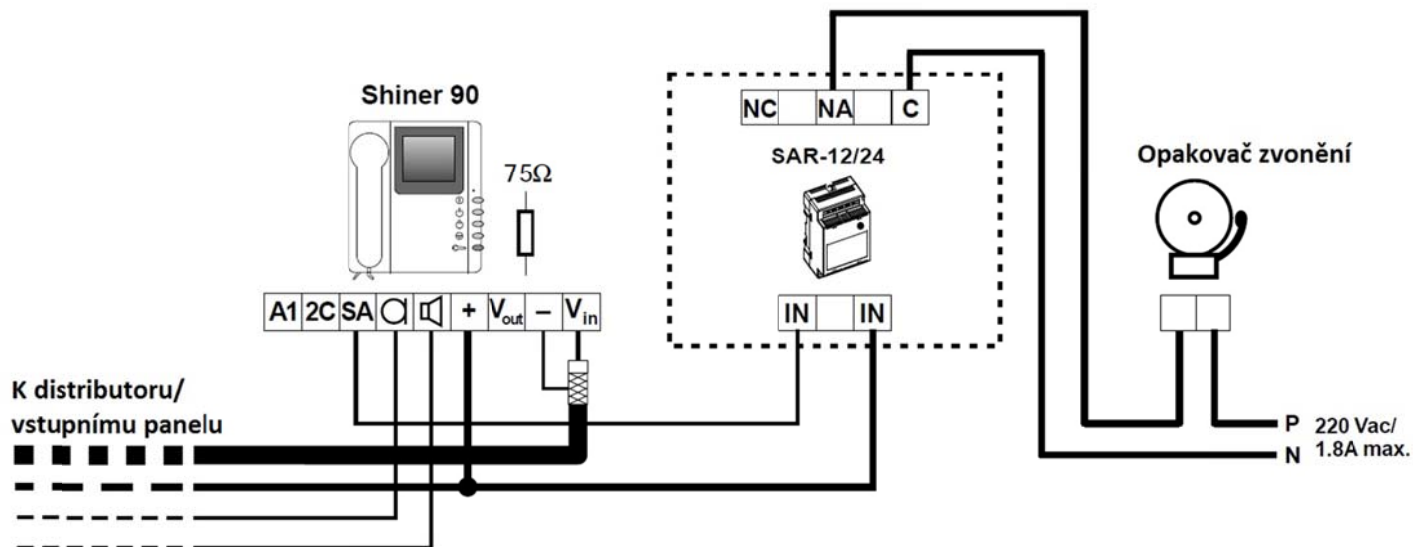 Shiner 90
75Ω
A1 2C SA + Vout – Vin
NC NA C
SAR-12/24
IN IN
Opakovač zvonění
K distributoru/
vstupnímu panelu
P
N
220 Vac/
1.8A max.